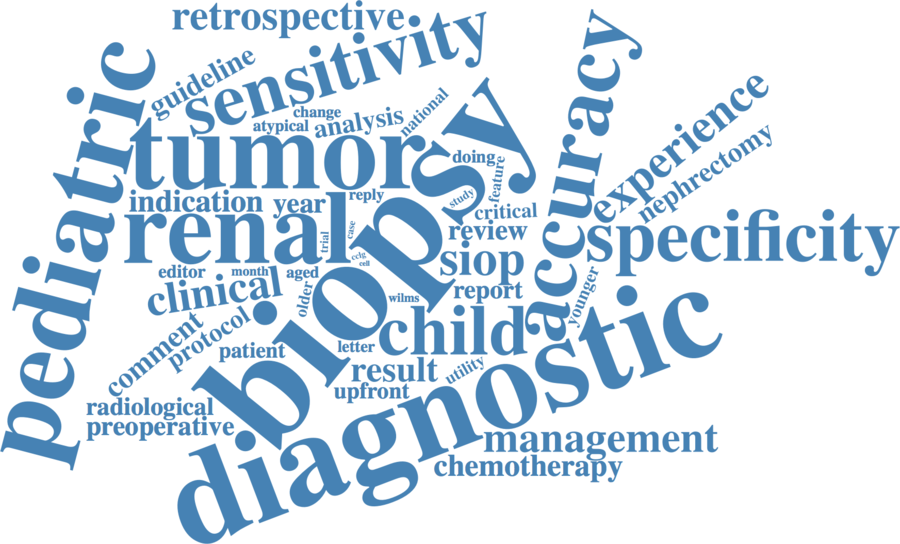 retrospective
guideline
sensitivity
pediatric
change
atypical
analysis
national
tumor
biopsy
accuracy
experience
nephrectomy
doing
feature
indication
year
reply
study
critical
renal
trial
case
review
specificity
cclg
cell
siop
editor
month
aged
clinical
older
wilms
report
younger
comment
protocol
patient
letter
child
diagnostic
result
utility
upfront
radiological
preoperative
management
chemotherapy